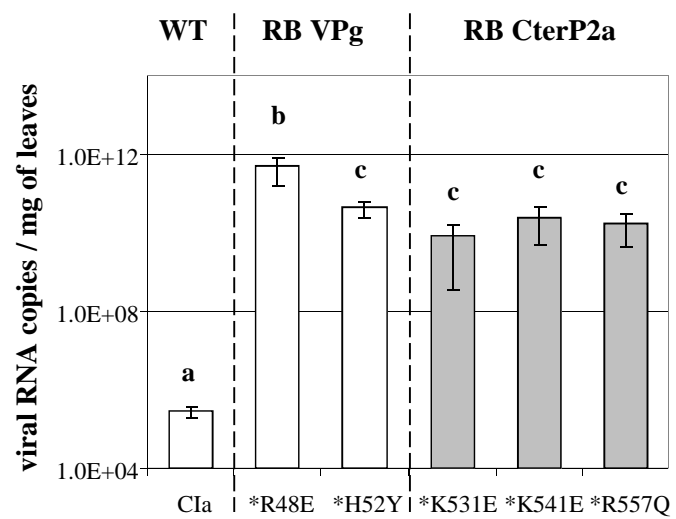 WT RB VPg RB CterP2a
viral RNA copies / mg of leaves
1.0E+12
1.0E+08
1.0E+04
a
b
c
c
c
c
CIa *R48E *H52Y *K531E *K541E *R557Q